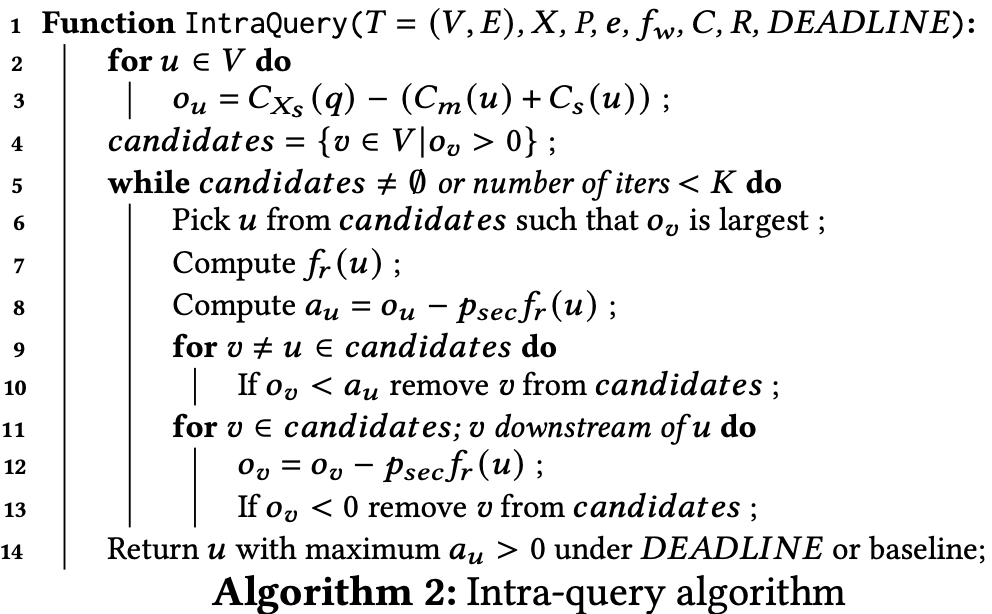 1 Function IntraQuery(T = (V, E), X, P, e, f_w, C, R, DEADLINE):
2 for u ∈ V do
3 o_u = C_{X_s}(q) − (C_m(u) + C_s(u)) ;
4 candidates = {v ∈ V|o_v > 0} ;
5 while candidates ≠ ∅ or number of iters < K do
6 Pick u from candidates such that o_v is largest ;
7 Compute f_r(u) ;
8 Compute a_u = o_u − p_{sec}f_r(u) ;
9 for v ≠ u ∈ candidates do
10 If o_v < a_u remove v from candidates ;
11 for v ∈ candidates; v downstream of u do
12 o_v = o_v − p_{sec}f_r(u) ;
13 If o_v < 0 remove v from candidates ;
14 Return u with maximum a_u > 0 under DEADLINE or baseline;
Algorithm 2: Intra-query algorithm